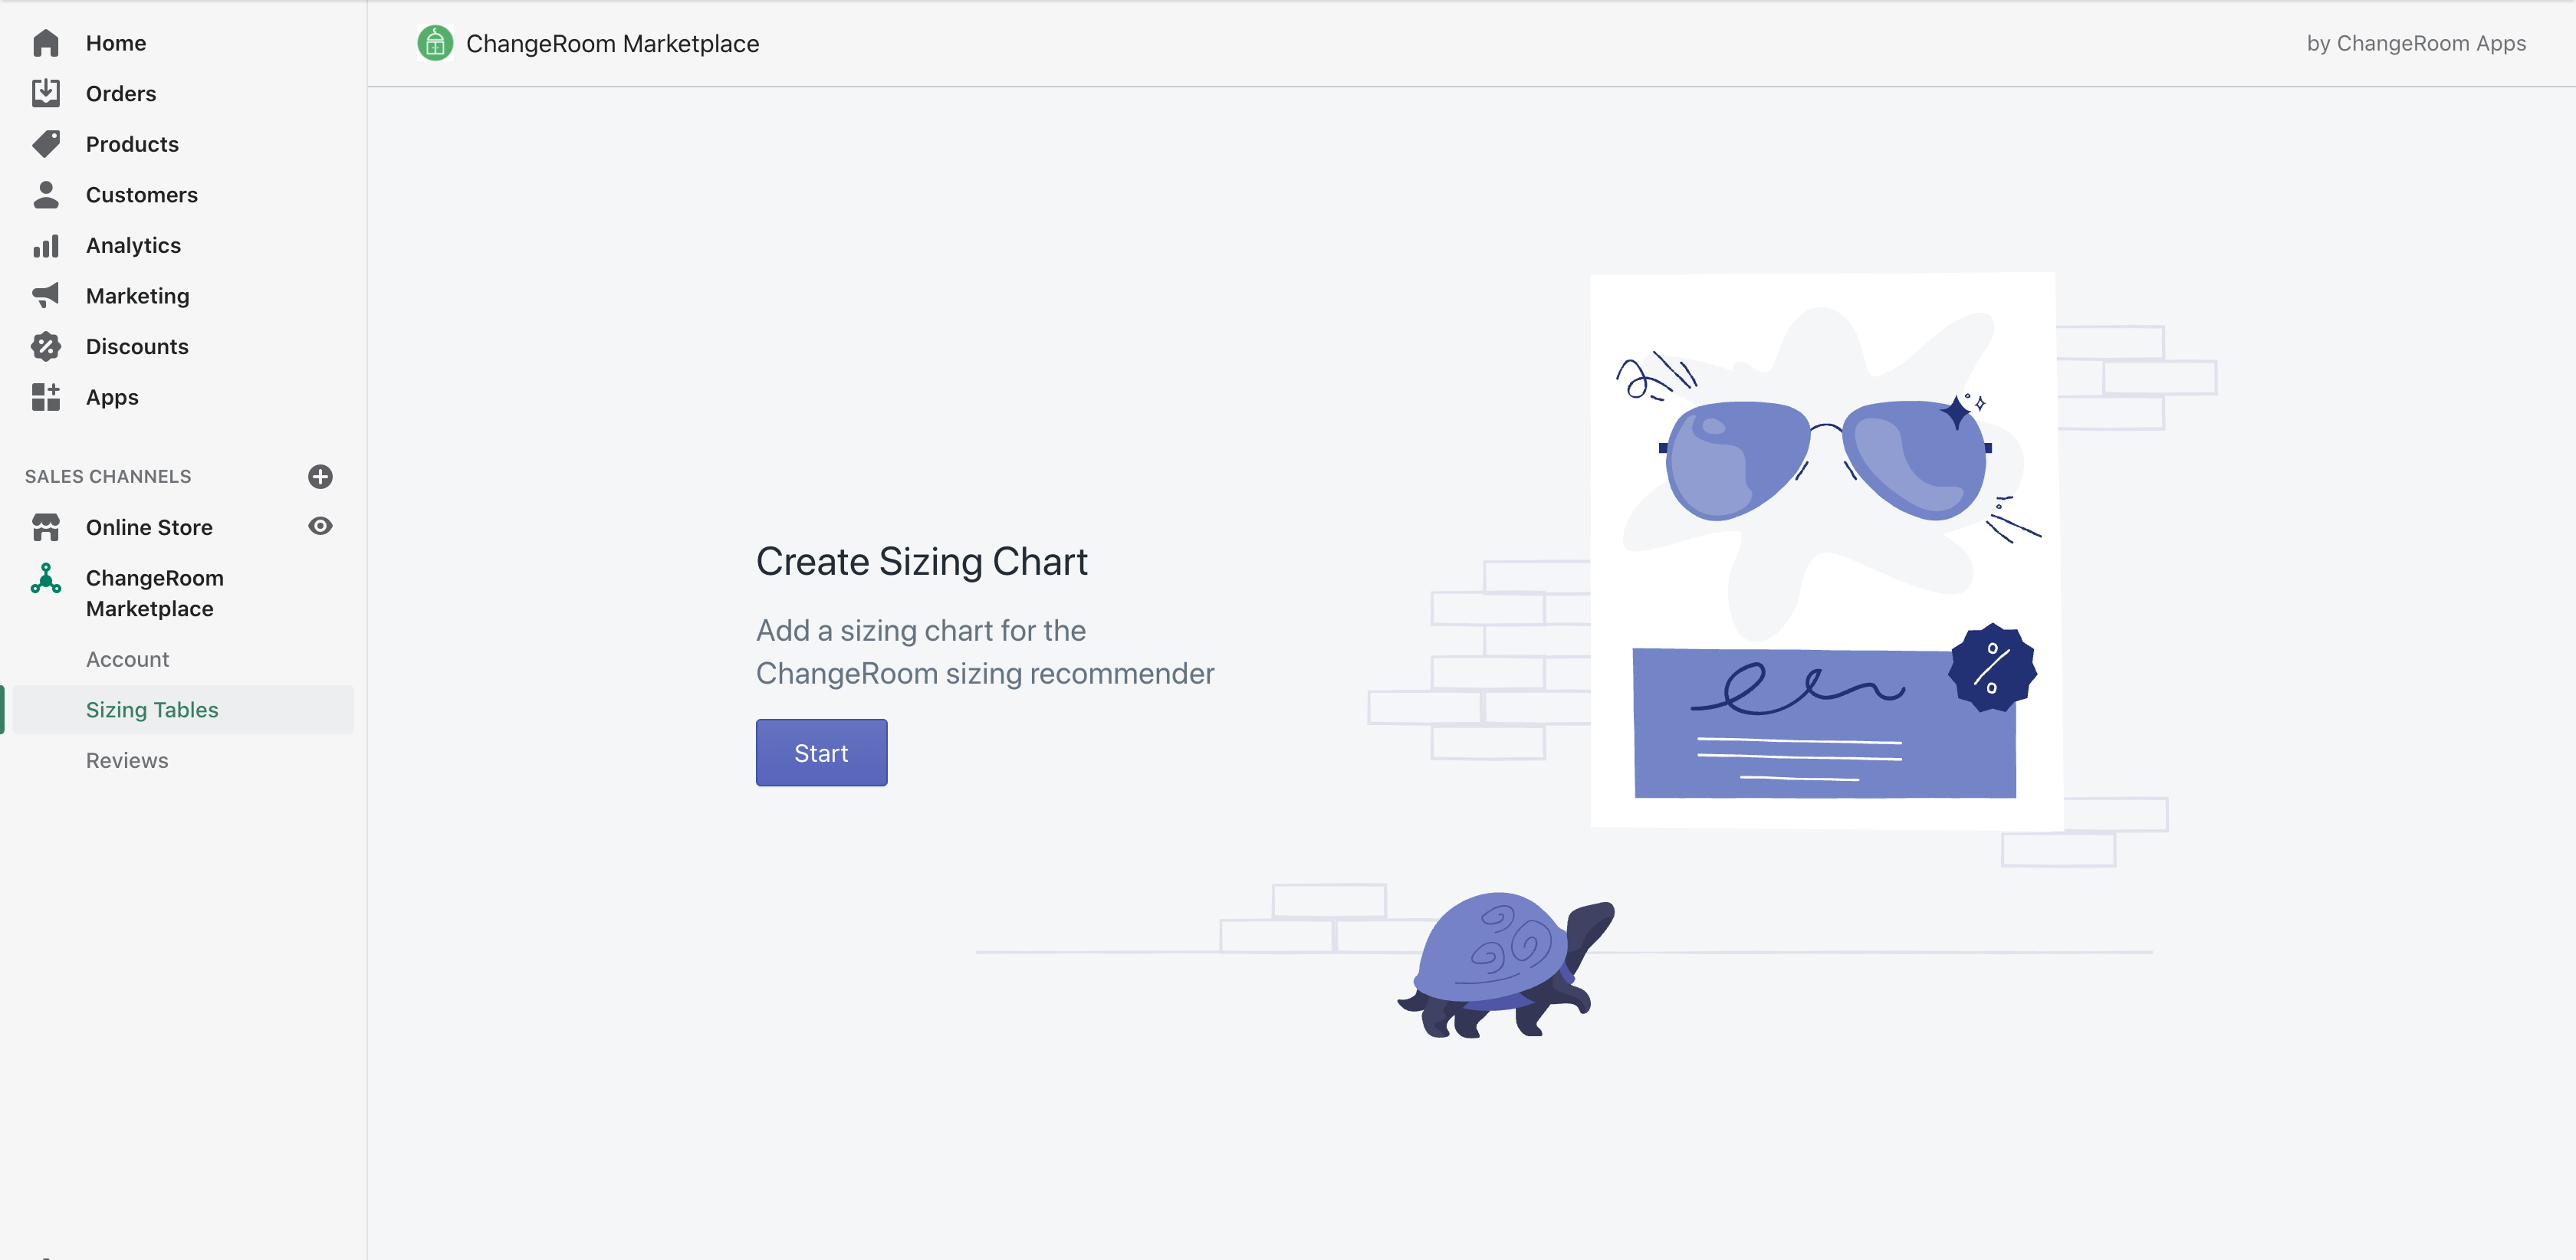 Home
Orders
Products
Customers
Analytics
Marketing
Discounts
Apps
SALES CHANNELS
Online Store
ChangeRoom
Marketplace
Account
Sizing Tables
Reviews
ChangeRoom Marketplace
by ChangeRoom Apps
Create Sizing Chart
Add a sizing chart for the
ChangeRoom sizing recommender
Start
%